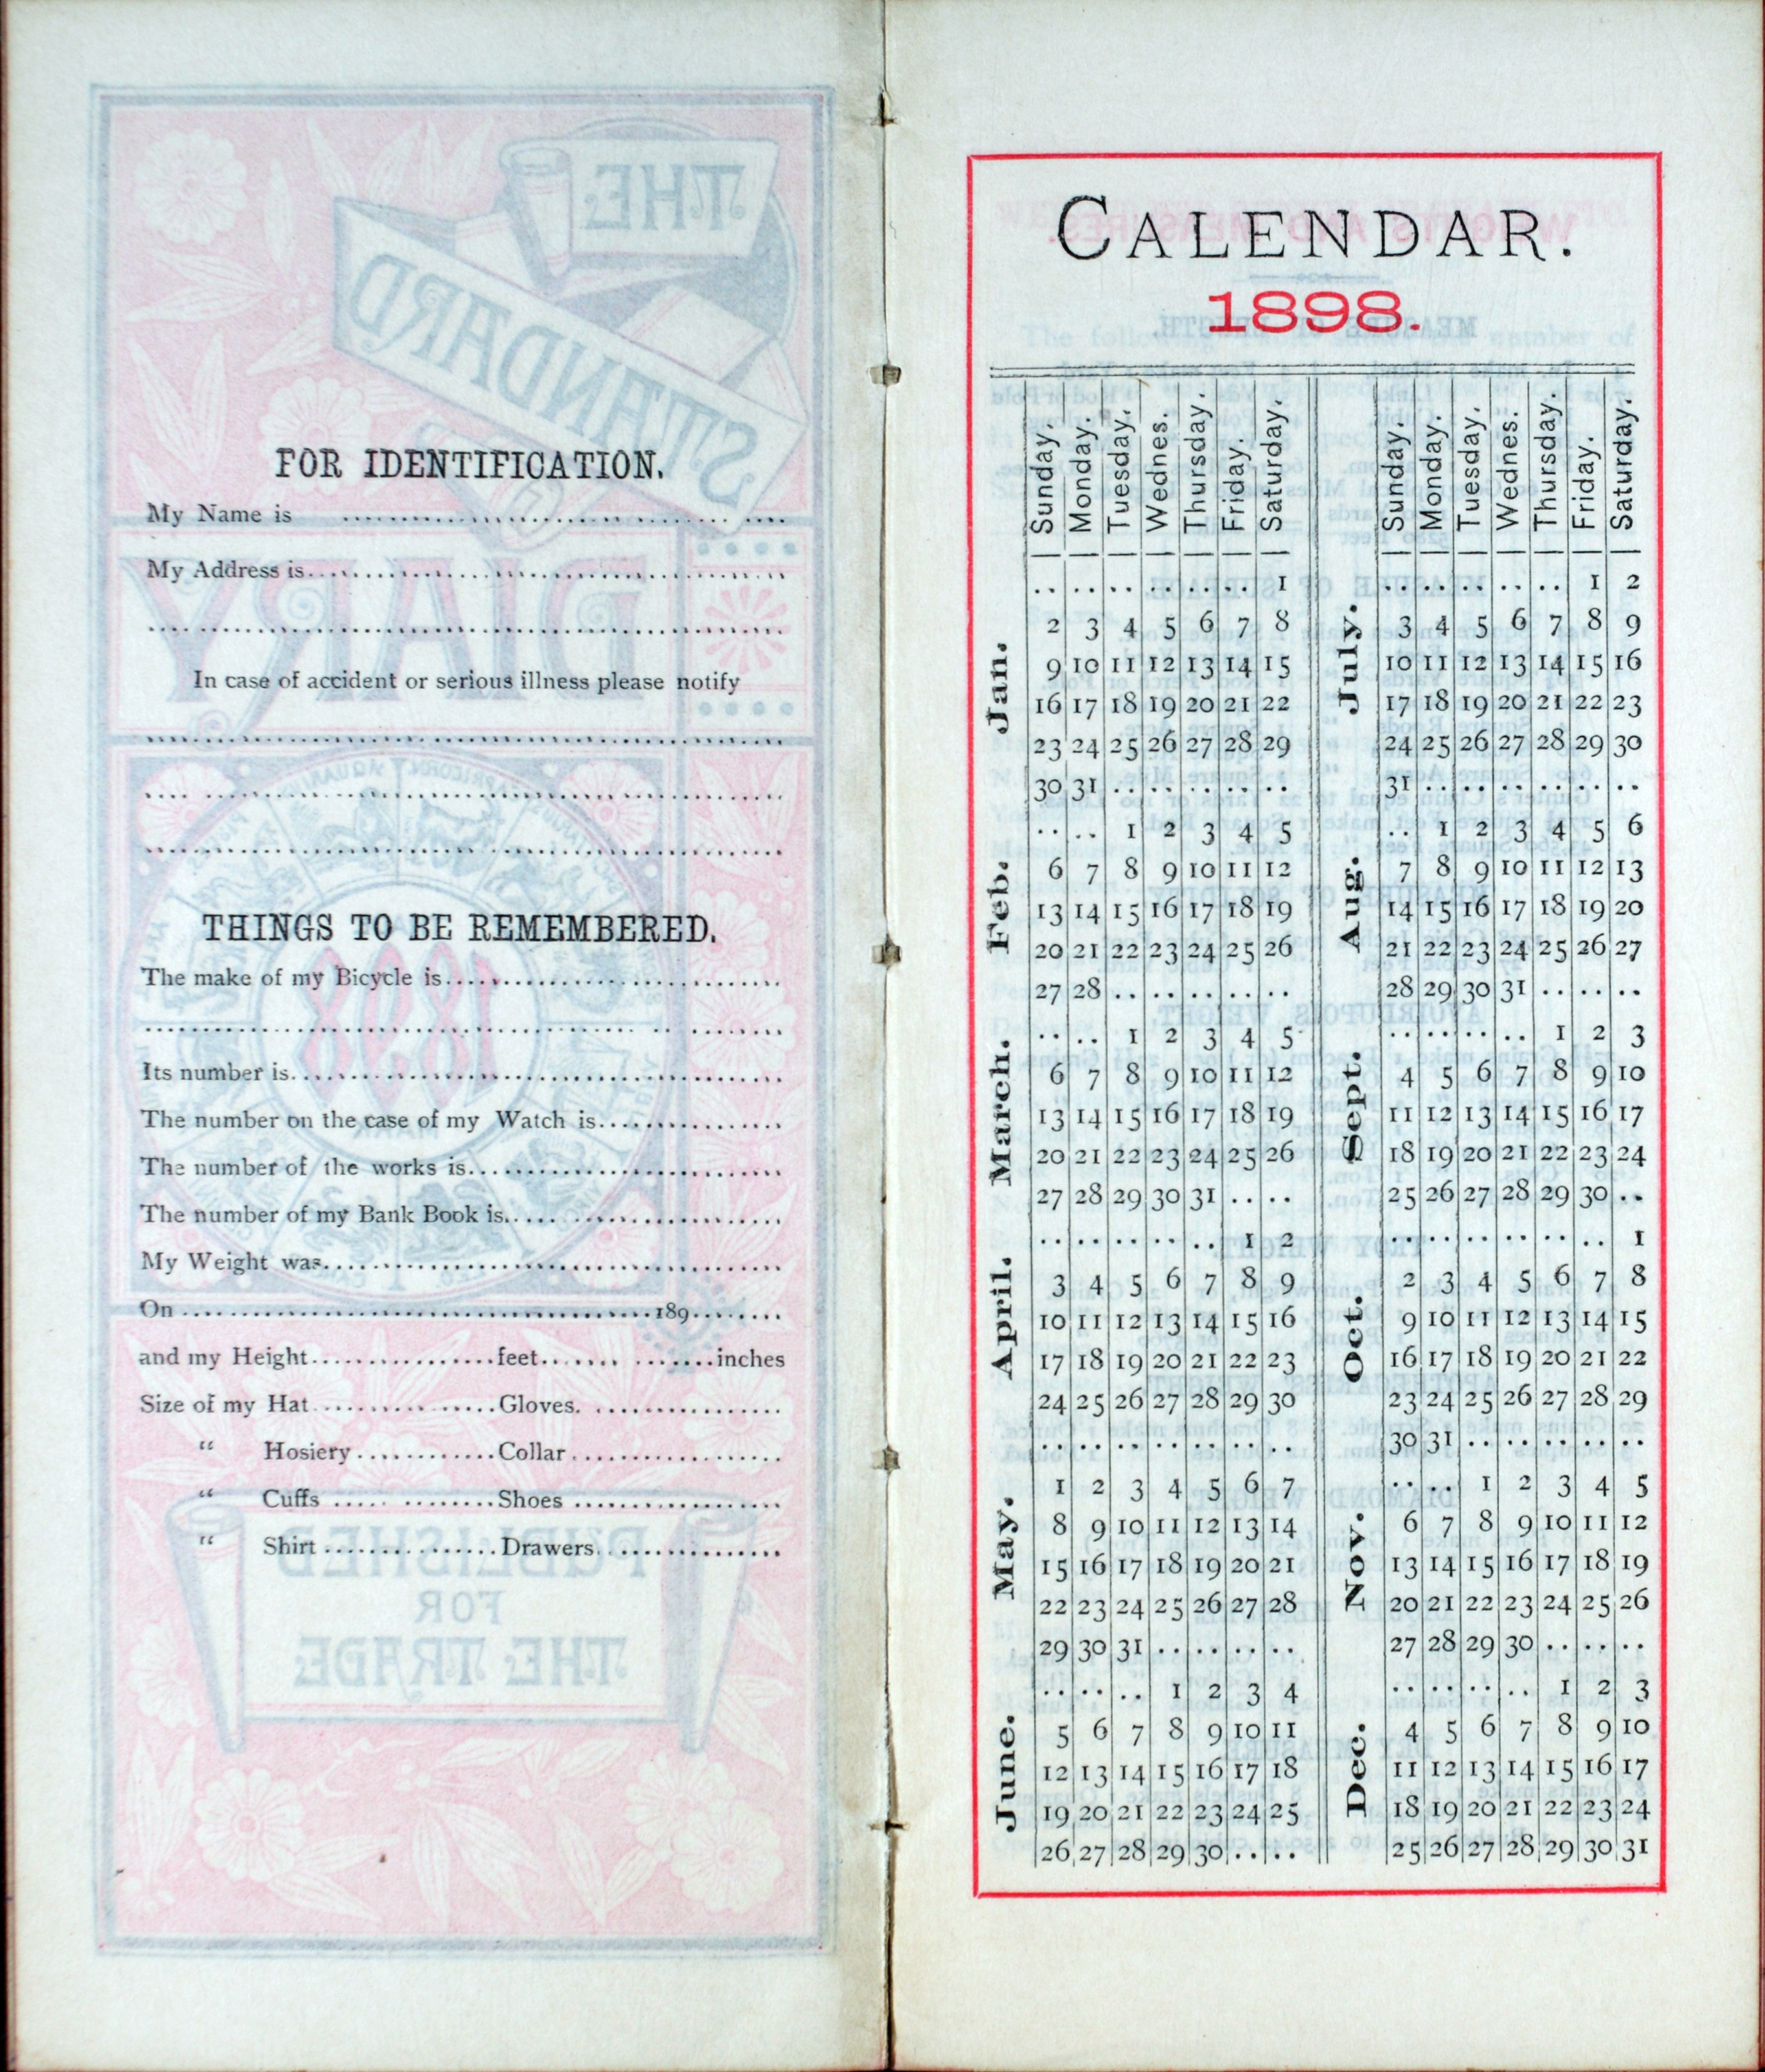 FOR IDENTIFICATION.
My Name is ................................................
My Address is................................................
................................................................
In case of accident or serious illness please notify
................................................................
.... ........................................................
................................................................
THINGS TO BE REMEMBERED.
The make of my Bicycle is....................................
................................................................
Its number is................................................
The number on the case of my Watch is..................
The number of the works is..................................
The number of my Bank Book is............................
My Weight was................................................
On ................................................189.........
and my Height..................feet....... ........inches
Size of my Hat..................Gloves. ..................
“ Hosiery............Collar.....................
“ Cuffs ..... .........Shoes .....................
“ Shirt..................Drawers.....................
CALENDAR.
1898.
Sunday. Monday. Tuesday. Wednes. Thursday. Friday. Saturday.
Jan.
.. .. .. .. .. .. 1
2 3 4 5 6 7 8
9 10 11 12 13 14 15
16 17 18 19 20 21 22
23 24 25 26 27 28 29
30 31 .. .. .. .. ..
Feb.
.. .. 1 2 3 4 5
6 7 8 9 10 11 12
13 14 15 16 17 18 19
20 21 22 23 24 25 26
27 28 .. .. .. .. ..
March.
.. .. 1 2 3 4 5
6 7 8 9 10 11 12
13 14 15 16 17 18 19
20 21 22 23 24 25 26
27 28 29 30 31 .. ..
April.
.. .. .. .. .. 1 2
3 4 5 6 7 8 9
10 11 12 13 14 15 16
17 18 19 20 21 22 23
24 25 26 27 28 29 30
.. .. .. .. .. .. ..
May.
1 2 3 4 5 6 7
8 9 10 11 12 13 14
15 16 17 18 19 20 21
22 23 24 25 26 27 28
29 30 31 .. .. .. ..
June.
.. .. .. 1 2 3 4
5 6 7 8 9 10 11
12 13 14 15 16 17 18
19 20 21 22 23 24 25
26 27 28 29 30 .. ..
Sunday. Monday. Tuesday. Wednes. Thursday. Friday. Saturday.
July.
.. .. .. .. .. 1 2
3 4 5 6 7 8 9
10 11 12 13 14 15 16
17 18 19 20 21 22 23
24 25 26 27 28 29 30
31 .. .. .. .. .. ..
Aug.
.. 1 2 3 4 5 6
7 8 9 10 11 12 13
14 15 16 17 18 19 20
21 22 23 24 25 26 27
28 29 30 31 .. .. ..
Sept.
.. .. .. .. 1 2 3
4 5 6 7 8 9 10
11 12 13 14 15 16 17
18 19 20 21 22 23 24
25 26 27 28 29 30 ..
Oct.
.. .. .. .. .. .. 1
2 3 4 5 6 7 8
9 10 11 12 13 14 15
16 17 18 19 20 21 22
23 24 25 26 27 28 29
30 31 .. .. .. .. ..
Nov.
.. .. 1 2 3 4 5
6 7 8 9 10 11 12
13 14 15 16 17 18 19
20 21 22 23 24 25 26
27 28 29 30 .. .. ..
Dec.
.. .. .. .. 1 2 3
4 5 6 7 8 9 10
11 12 13 14 15 16 17
18 19 20 21 22 23 24
25 26 27 28 29 30 31
THE
STANDARD
DIARY
1898
PUBLISHED
FOR
THE TRADE